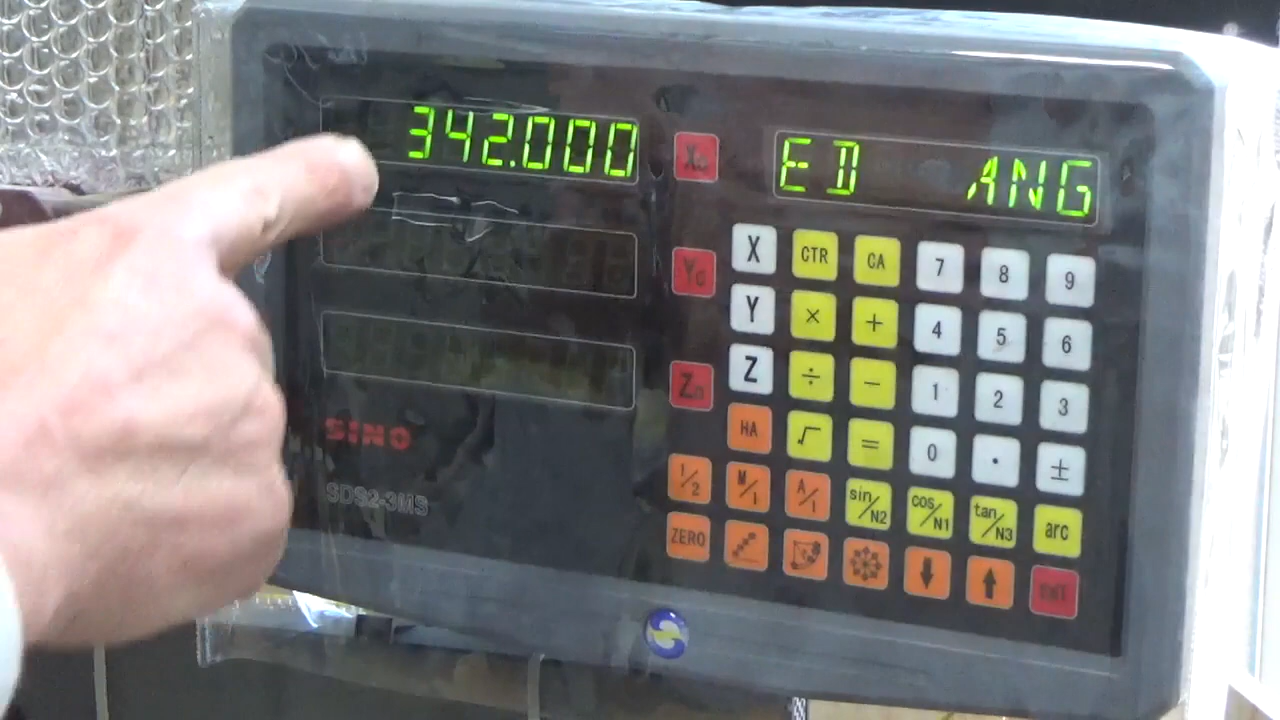 342.000
ED ANG
X₀
Y₀
Z₀
X CTR CA 7 8 9
Y × + 4 5 6
Z ÷ − 1 2 3
HA √ = 0 . ±
1/2 M/I A/I sin/N2 cos/N1 tan/N3 arc
ZERO ⬇ ⬆ ENT
SINO
SDS2-3MS